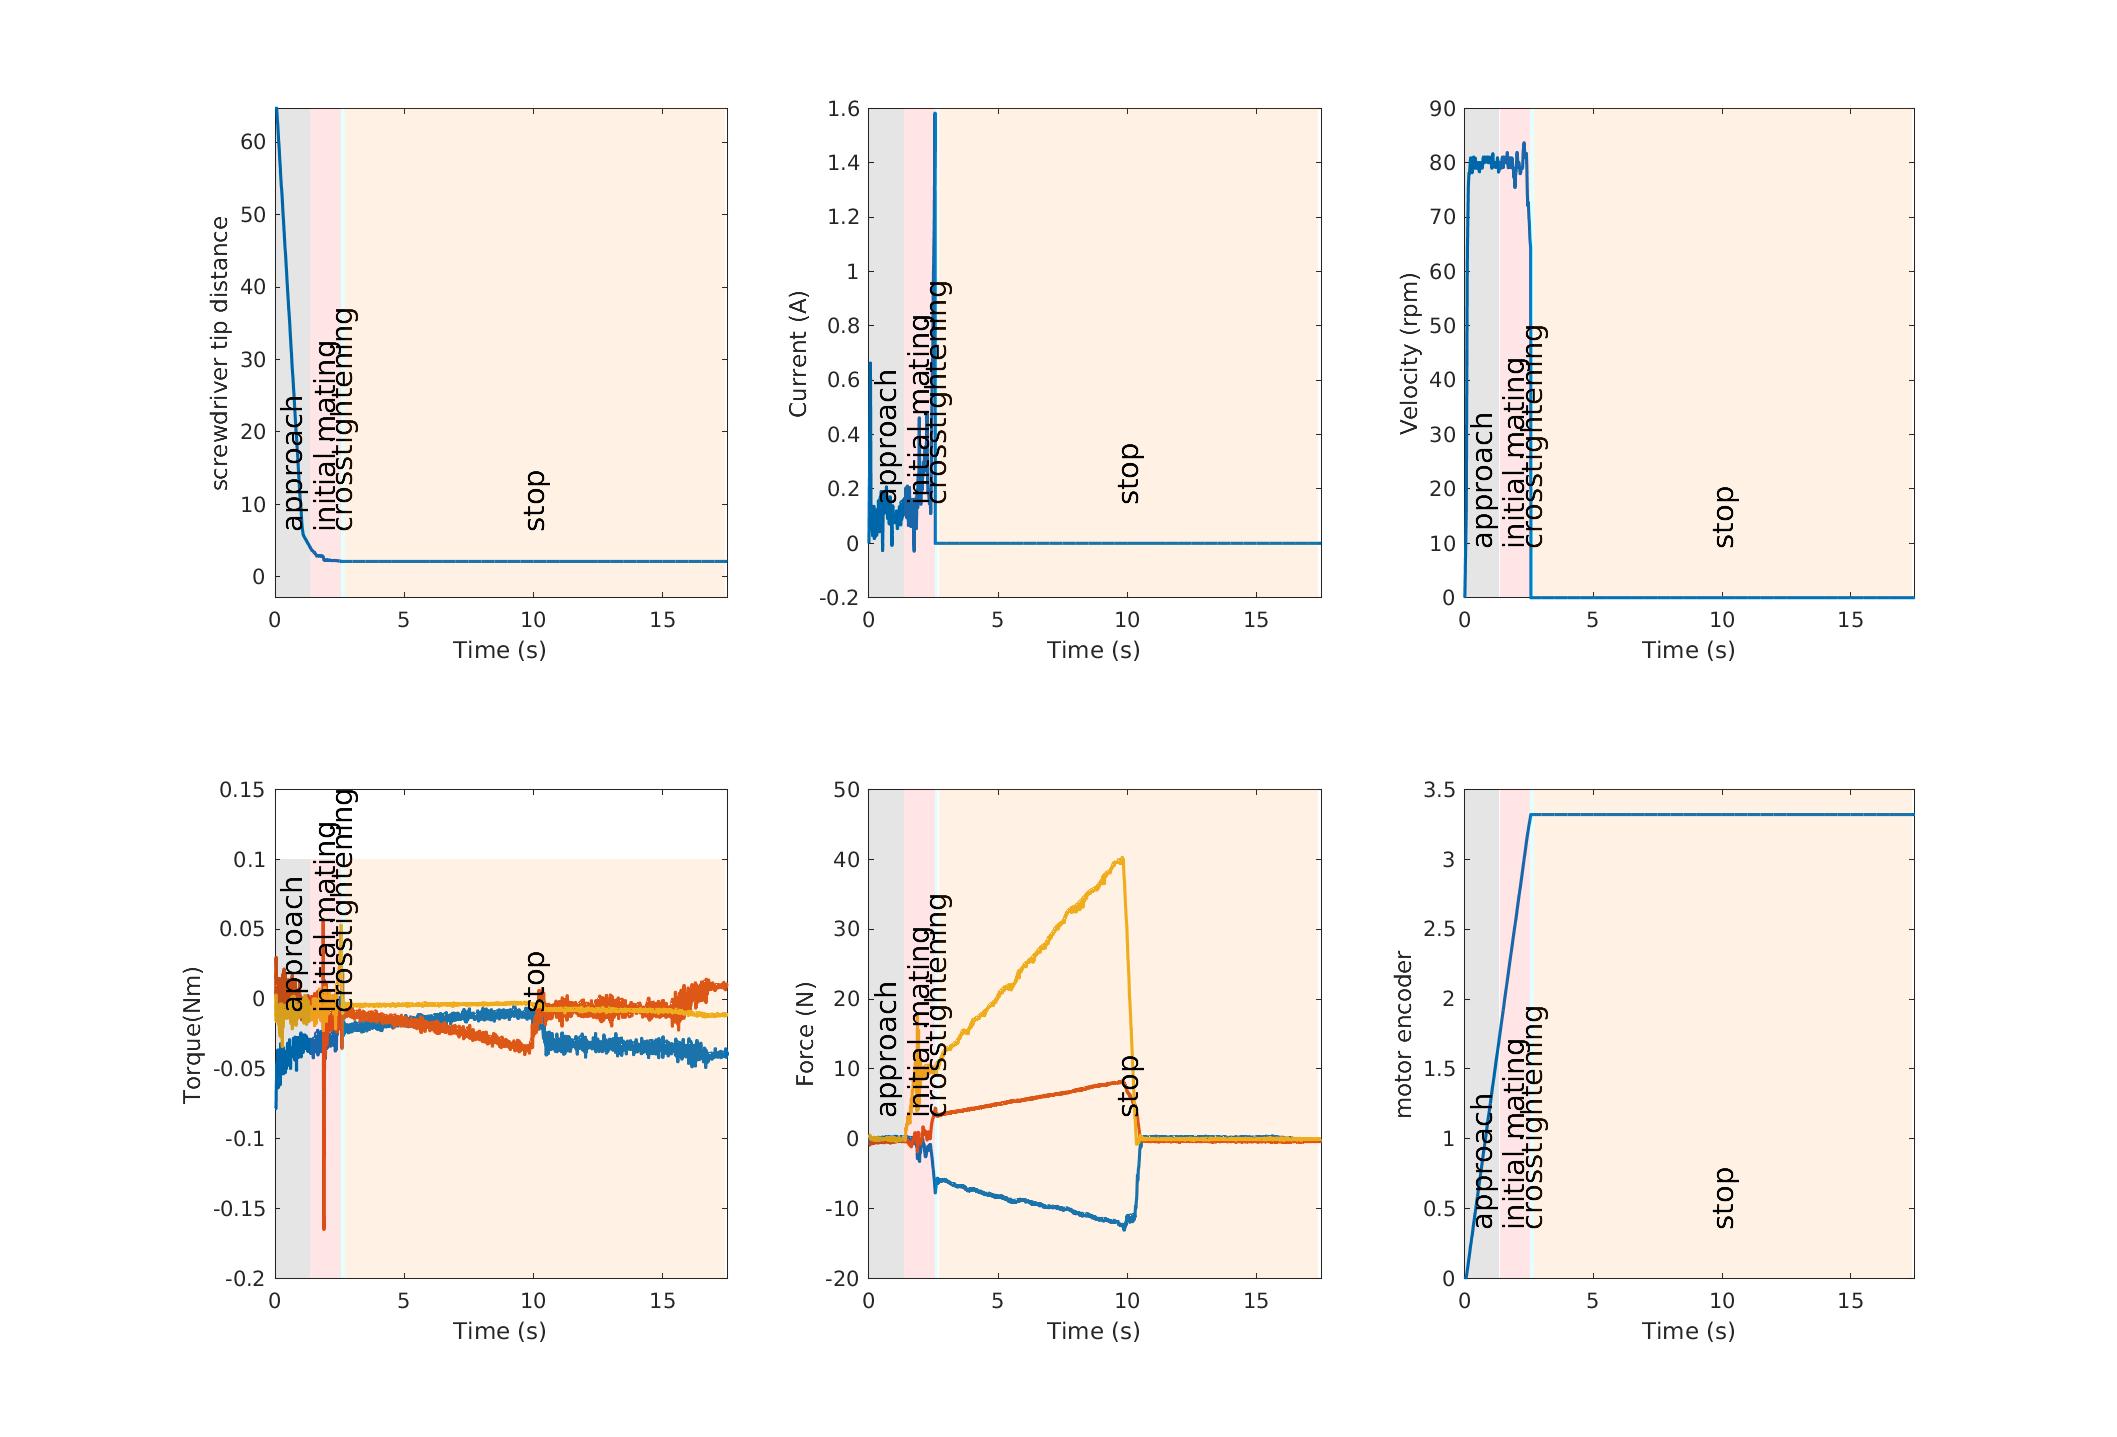 screwdriver tip distance
60
50
40
30
20
10
0
approach
initial mating
crosstightening
stop
0
5
10
15
Time (s)
Current (A)
1.6
1.4
1.2
1
0.8
0.6
0.4
0.2
0
-0.2
approach
initial mating
crosstightening
stop
0
5
10
15
Time (s)
Velocity (rpm)
90
80
70
60
50
40
30
20
10
0
approach
initial mating
crosstightening
stop
0
5
10
15
Time (s)
Torque(Nm)
0.15
0.1
0.05
0
-0.05
-0.1
-0.15
-0.2
approach
initial mating
crosstightening
stop
0
5
10
15
Time (s)
Force (N)
50
40
30
20
10
0
-10
-20
approach
initial mating
crosstightening
stop
0
5
10
15
Time (s)
motor encoder
3.5
3
2.5
2
1.5
1
0.5
0
approach
initial mating
crosstightening
stop
0
5
10
15
Time (s)